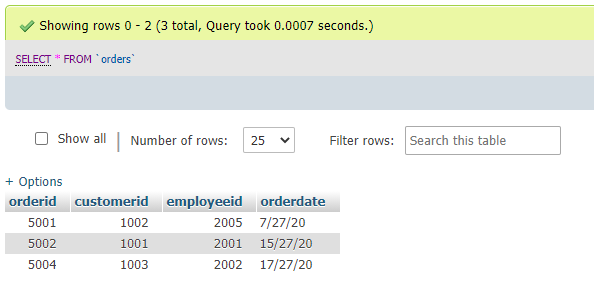 Showing rows 0 - 2 (3 total, Query took 0.0007 seconds.)
SELECT * FROM `orders`
Show all | Number of rows: 25 Filter rows: Search this table
+ Options
orderid customerid employeeid orderdate
5001 1002 2005 7/27/20
5002 1001 2001 15/27/20
5004 1003 2002 17/27/20